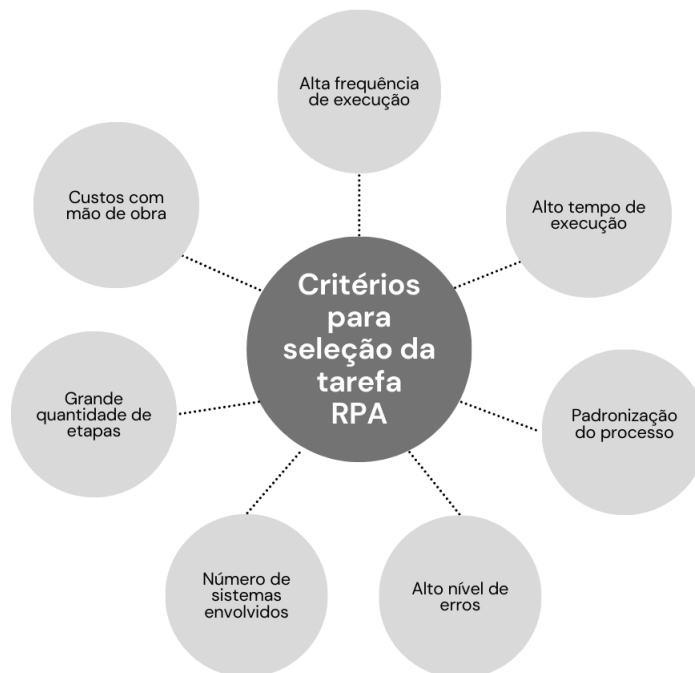 Alta frequência
de execução
Custos com
mão de obra
Alto tempo de
execução
Critérios
para
seleção da
tarefa
RPA
Grande
quantidade de
etapas
Padronização
do processo
Número de
sistemas
envolvidos
Alto nível de
erros